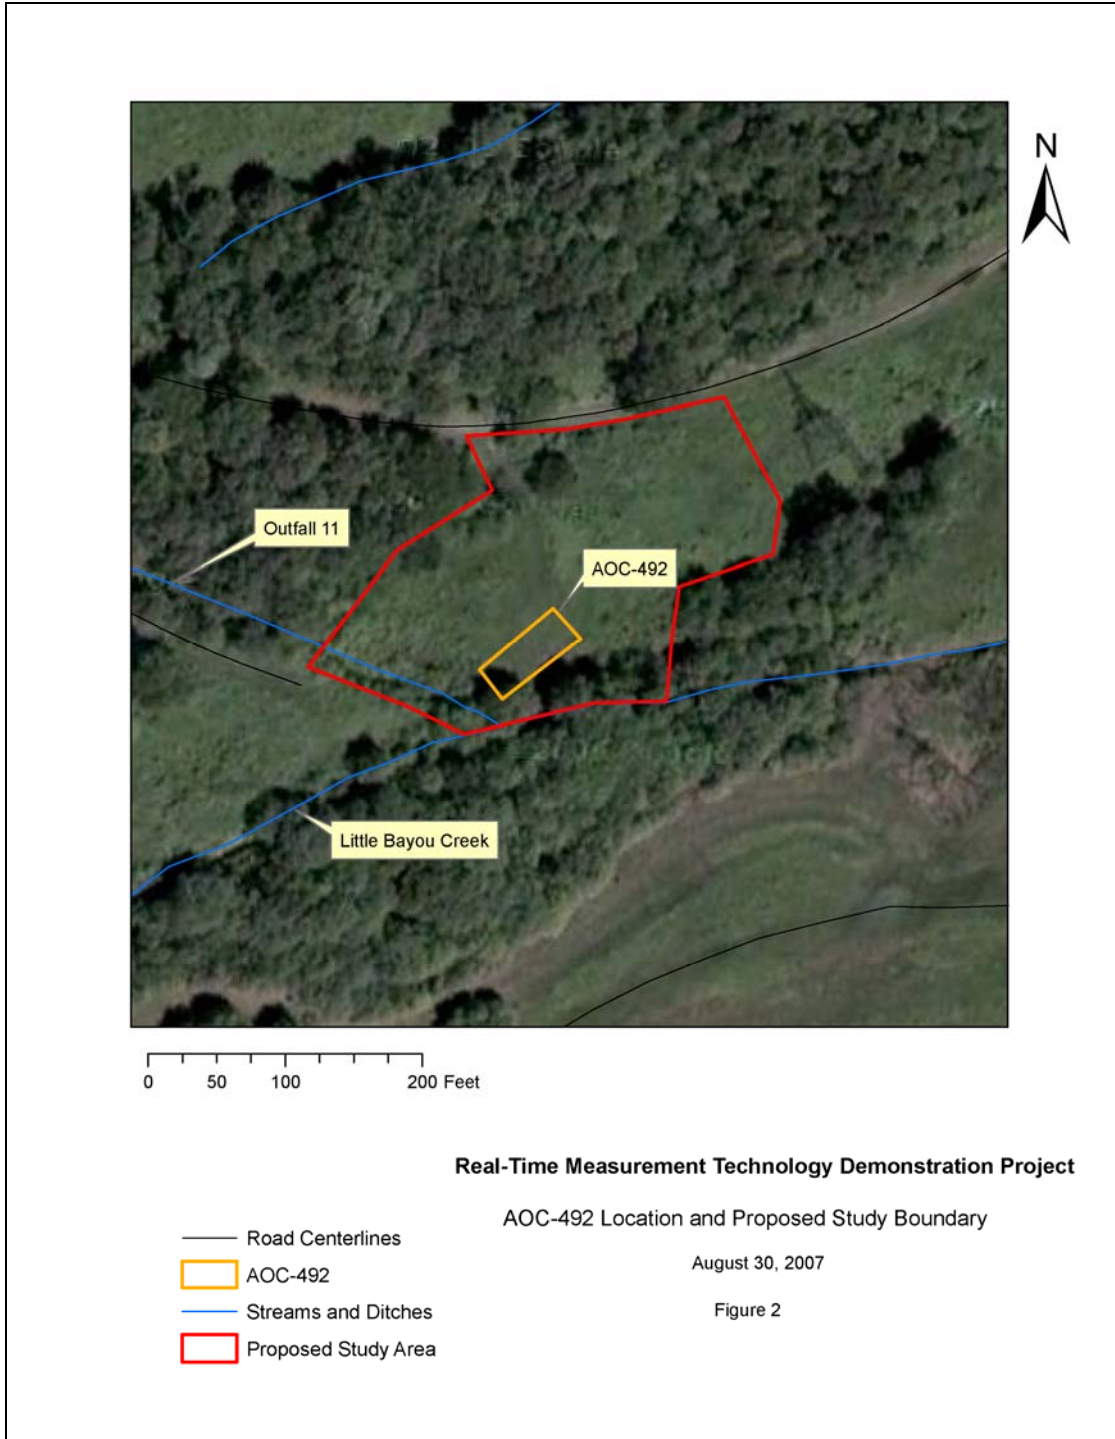 N
Outfall 11
AOC-492
Little Bayou Creek
0 50 100 200 Feet
Real-Time Measurement Technology Demonstration Project
AOC-492 Location and Proposed Study Boundary
August 30, 2007
Figure 2
Road Centerlines
AOC-492
Streams and Ditches
Proposed Study Area